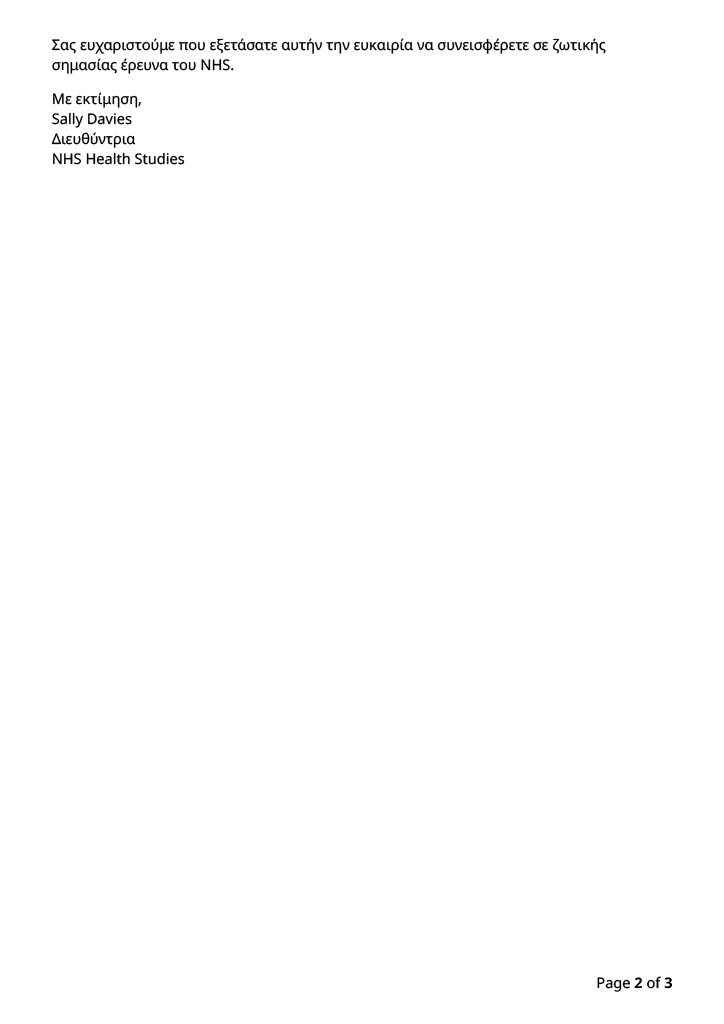 Σας ευχαριστούμε που εξετάσατε αυτήν την ευκαιρία να συνεισφέρετε σε ζωτικής
σημασίας έρευνα του NHS.
Με εκτίμηση,
Sally Davies
Διευθύντρια
NHS Health Studies
Page 2 of 3